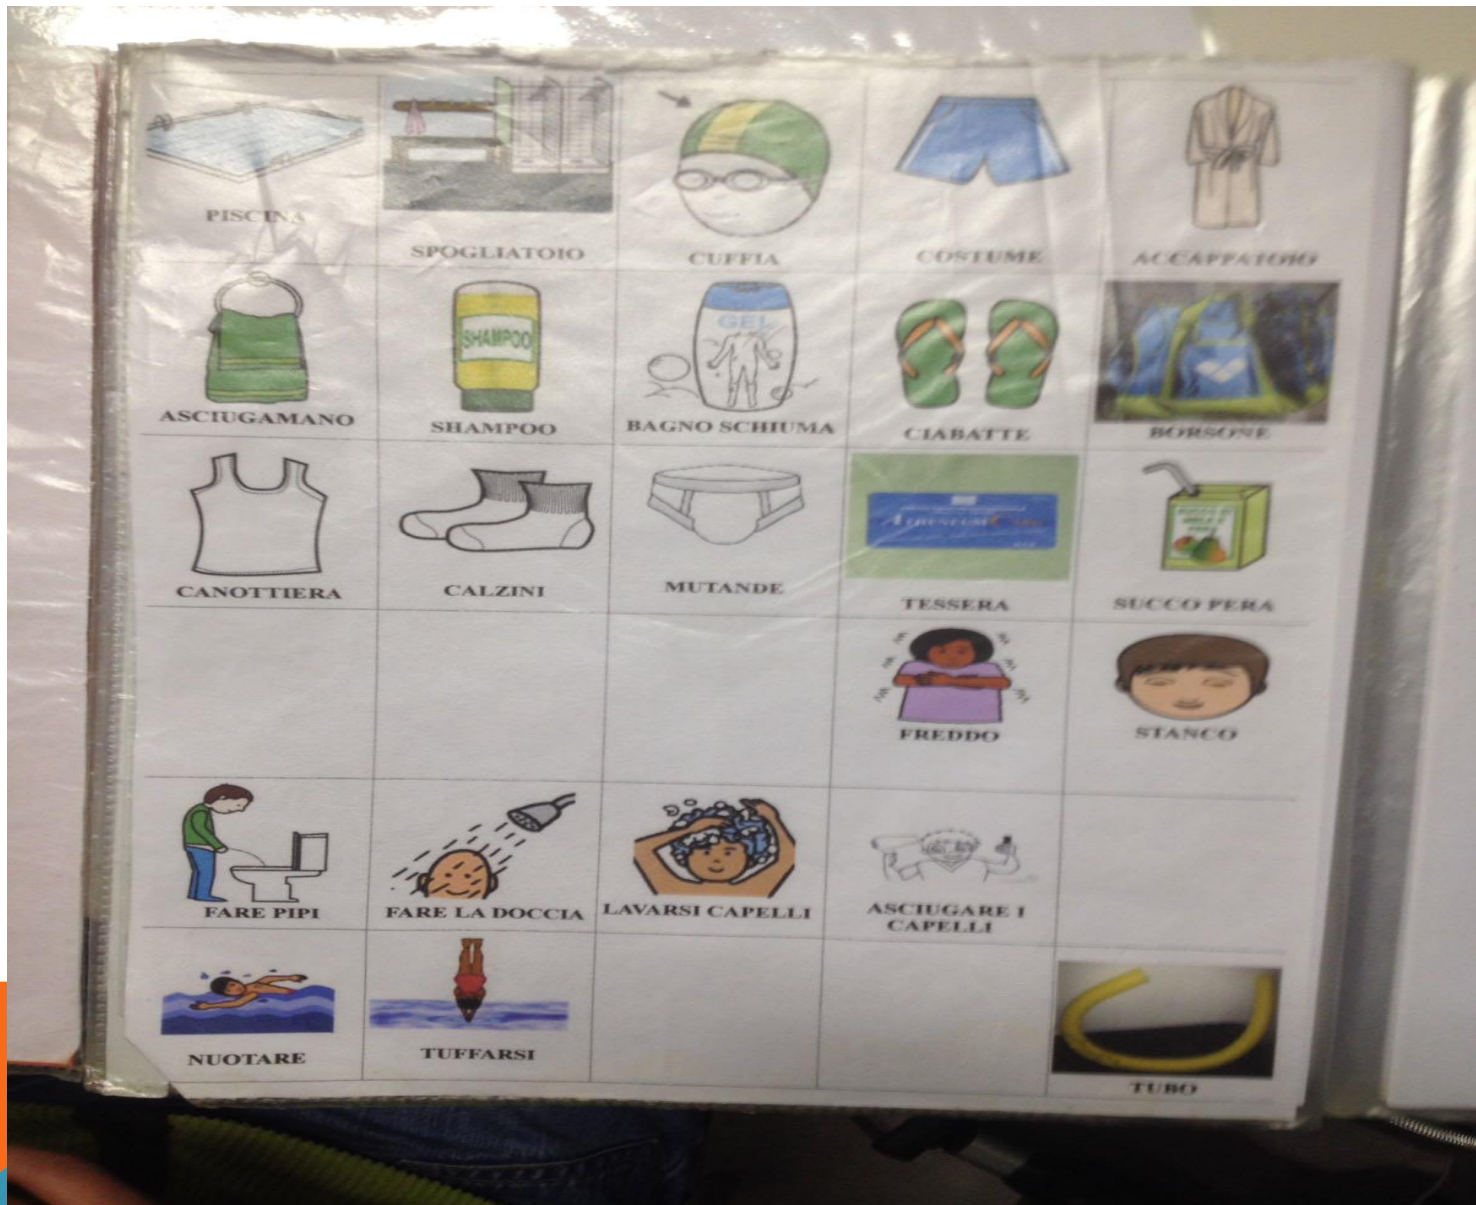 PISCINA
SPOGLIATOIO
CUFFIA
COSTUME
ACCAPPATOIO
ASCIUGAMANO
SHAMPOO
SHAMPOO
GEL
BAGNO SCHIUMA
CIABATTE
BORSONE
CANOTTIERA
CALZINI
MUTANDE
TESSERA
SUCCO PERA
FREDDO
STANCO
FARE PIPI
FARE LA DOCCIA
LAVARSI CAPELLI
ASCIUGARE I
CAPELLI
NUOTARE
TUFFARSI
TUBO